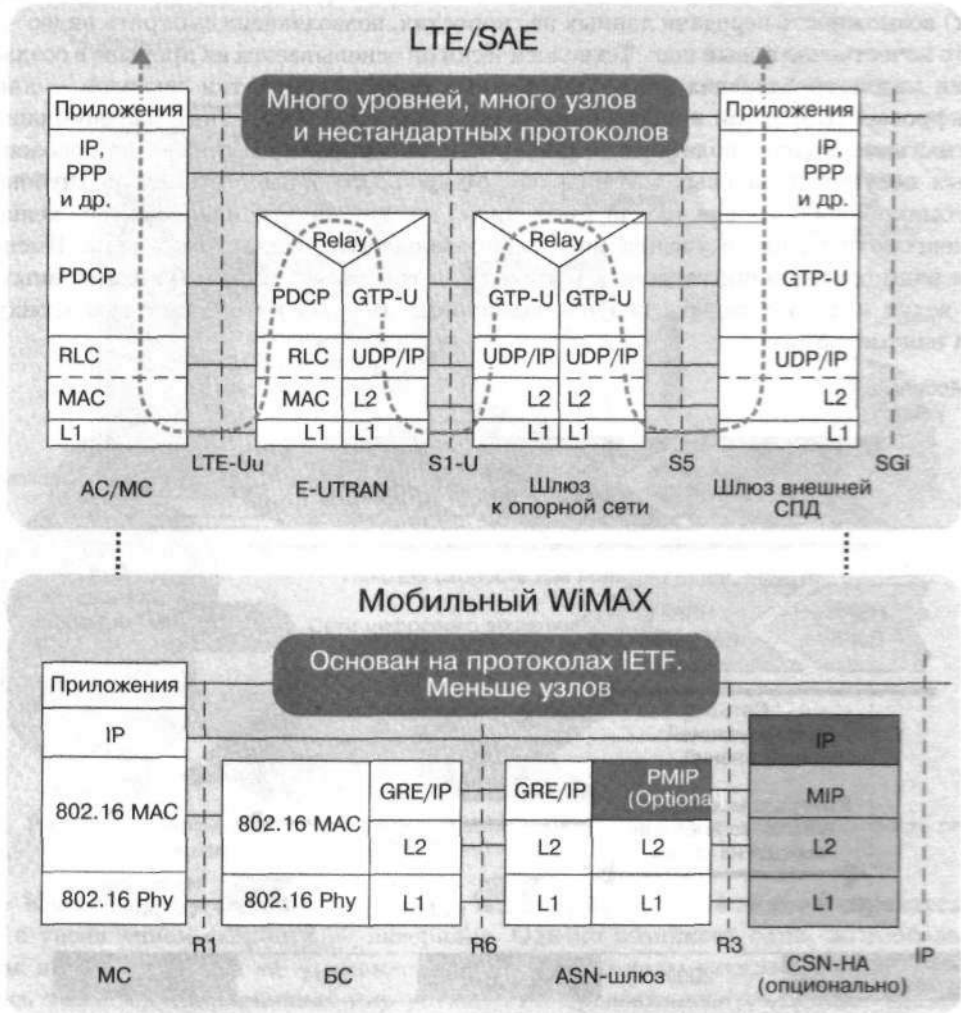 LTE/SAE
Много уровней, много узлов
и нестандартных протоколов
Приложения
IP,
PPP
и др.
PDCP
RLC
MAC
L1
Relay
PDCP
GTP-U
RLC
UDP/IP
MAC
L2
L1
L1
Relay
GTP-U
GTP-U
UDP/IP
UDP/IP
L2
L2
L1
L1
Приложения
IP,
PPP
и др.
GTP-U
UDP/IP
L2
L1
LTE-Uu
S1-U
S5
SGi
АС/МС
E-UTRAN
Шлюз
к опорной сети
Шлюз внешней
СПД
Мобильный WiMAX
Основан на протоколах IETF.
Меньше узлов
Приложения
IP
802.16 MAC
802.16 Phy
802.16 MAC
GRE/IP
L2
802.16 Phy
L1
GRE/IP
PMIP
(Optional
L2
L2
L1
L1
IP
MIP
L2
L1
R1
R6
R3
IP
МС
БС
ASN-шлюз
CSN-HA
(опционально)